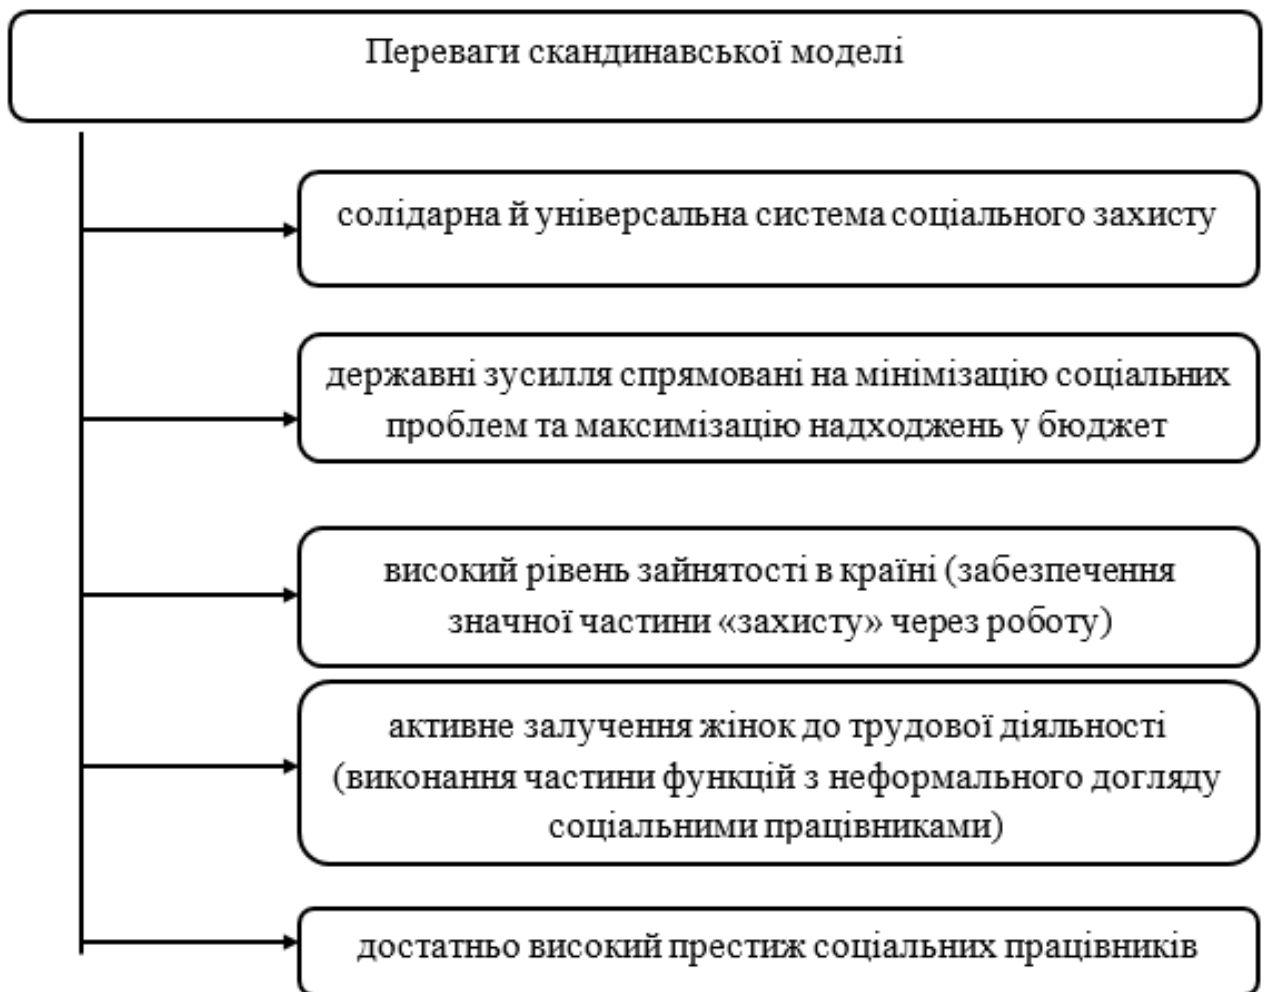 Переваги скандинавської моделі
солідарна й універсальна система соціального захисту
державні зусилля спрямовані на мінімізацію соціальних
проблем та максимізацію надходжень у бюджет
високий рівень зайнятості в країні (забезпечення
значної частини «захисту» через роботу)
активне залучення жінок до трудової діяльності
(виконання частини функцій з неформального догляду
соціальними працівниками)
достатньо високий престиж соціальних працівників